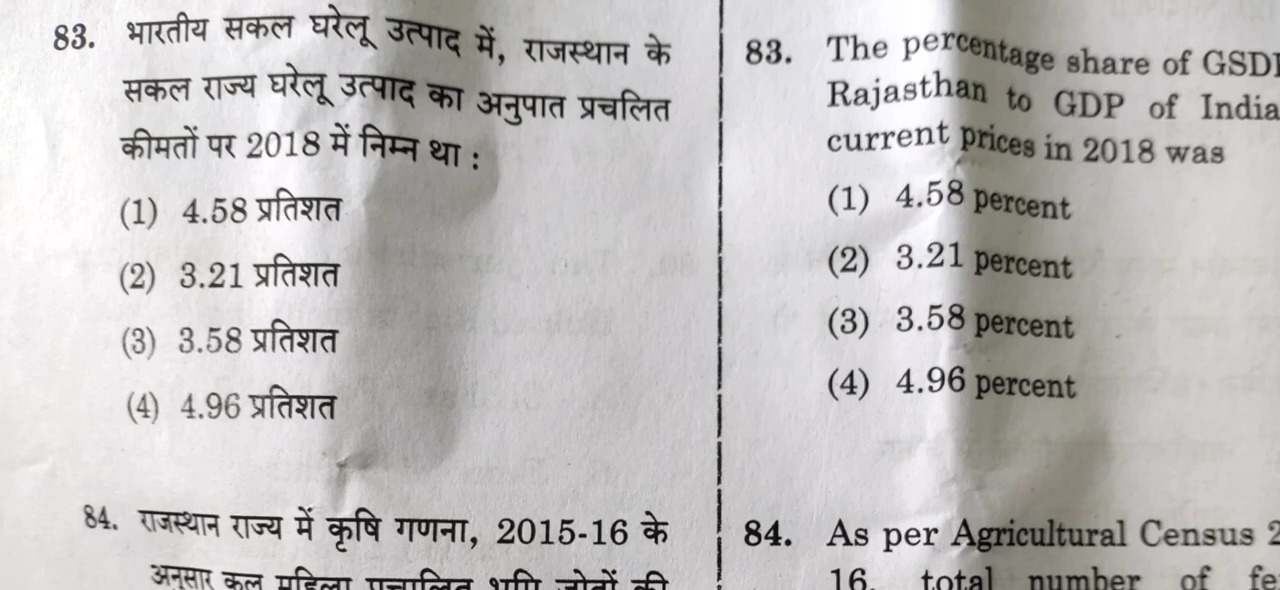 83. भारतीय सकल घरेलू उत्पाद में, राजस्थान के
सकल राज्य घरेलू उत्पाद का अनुपात प्रचलित
कीमतों पर 2018 में निम्न था :
(1) 4.58 प्रतिशत
(2) 3.21 प्रतिशत
(3) 3.58 प्रतिशत
(4) 4.96 प्रतिशत
84. राजस्थान राज्य में कृषि गणना, 2015-16 के
अनुसार कुल महिला प्रचालित भूमि जोतों की
83. The percentage share of
Rajasthan to GDP of India
current prices in 2018 was
(1) 4.58 percent
(2) 3.21 percent
(3) 3.58 percent
(4) 4.96 percent
84. As per Agricultural Census
16, total number of